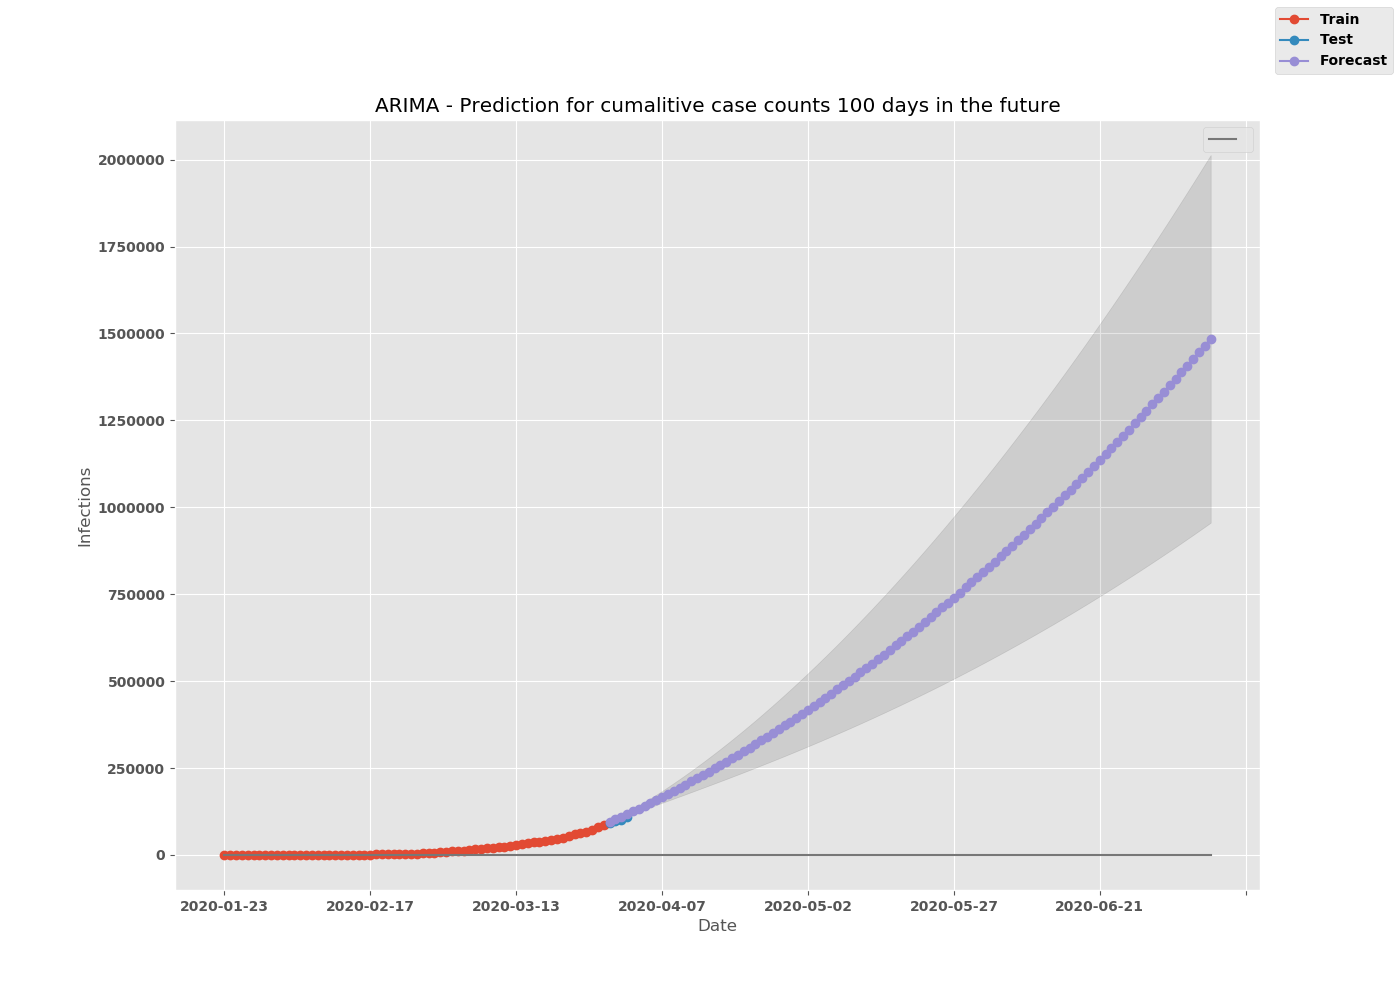 Train
Test
Forecast
ARIMA - Prediction for cumalitive case counts 100 days in the future
2000000
1750000
1500000
1250000
1000000
750000
500000
250000
0
Infections
2020-01-23 2020-02-17 2020-03-13 2020-04-07 2020-05-02 2020-05-27 2020-06-21
Date